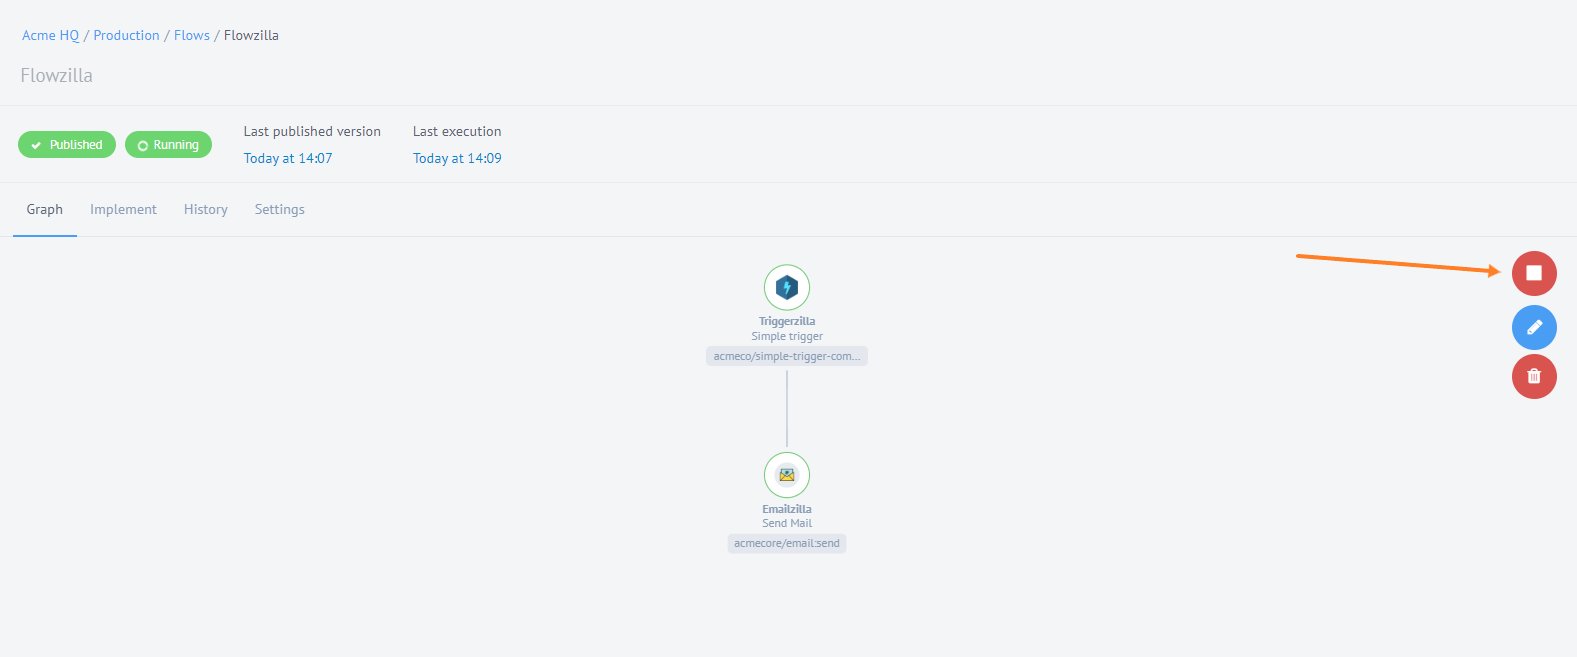 Acme HQ / Production / Flows / Flowzilla
Flowzilla
Published
Running
Last published version
Today at 14:07
Last execution
Today at 14:09
Graph
Implement
History
Settings
Triggerzilla
Simple trigger
acmeco/simple-trigger-com...
Emailzilla
Send Mail
acmecore/email:send